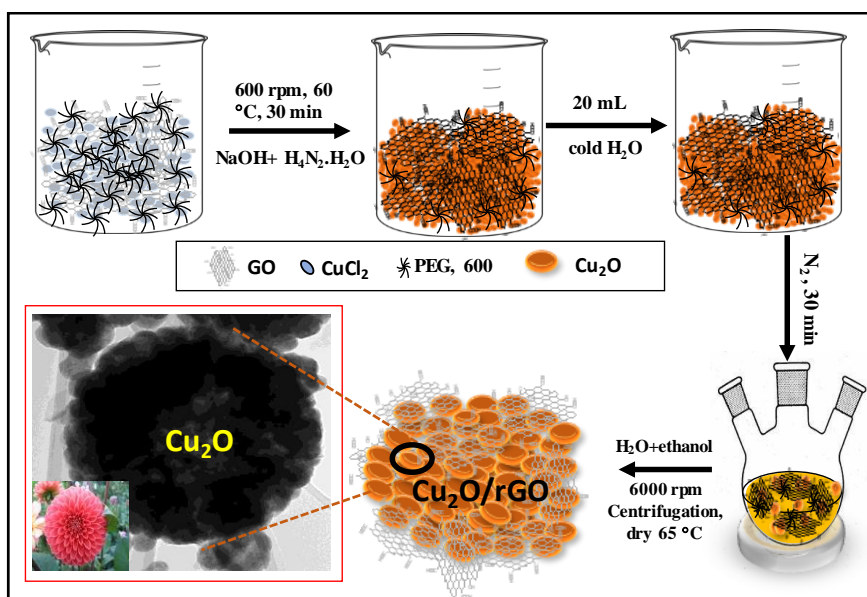 600 rpm, 60
°C, 30 min
NaOH+ H₄N₂.H₂O
20 mL
cold H₂O
GO
CuCl₂
PEG, 600
Cu₂O
N₂, 30 min
H₂O+ethanol
6000 rpm
Centrifugation,
dry 65 °C
Cu₂O/rGO
Cu₂O